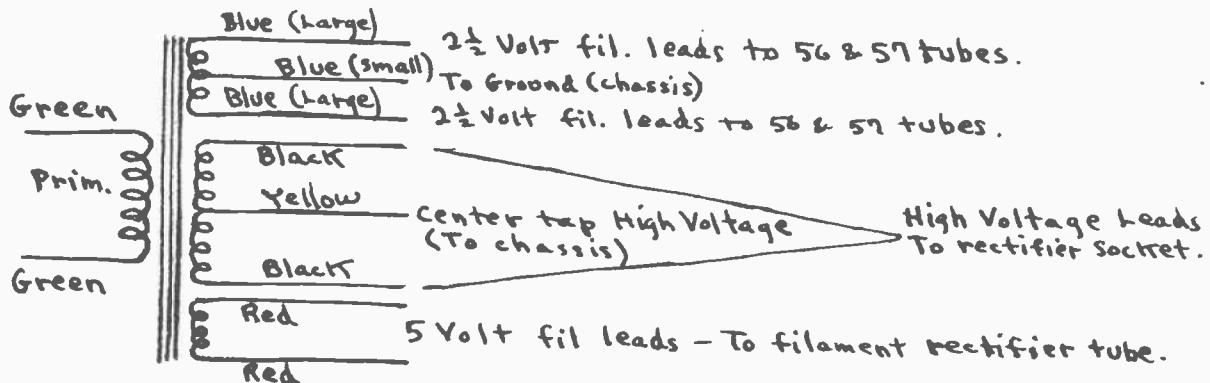 Blue (Large)
2½ Volt fil. leads to 56 & 57 tubes.
Blue (small)
To Ground (chassis)
Blue (Large)
2½ Volt fil. leads to 56 & 57 tubes.
Green
Prim.
Green
Black
Yellow
Center tap High Voltage
(To chassis)
Black
High Voltage Leads
To rectifier socket.
Red
5 Volt fil leads - To filament rectifier tube.
Red